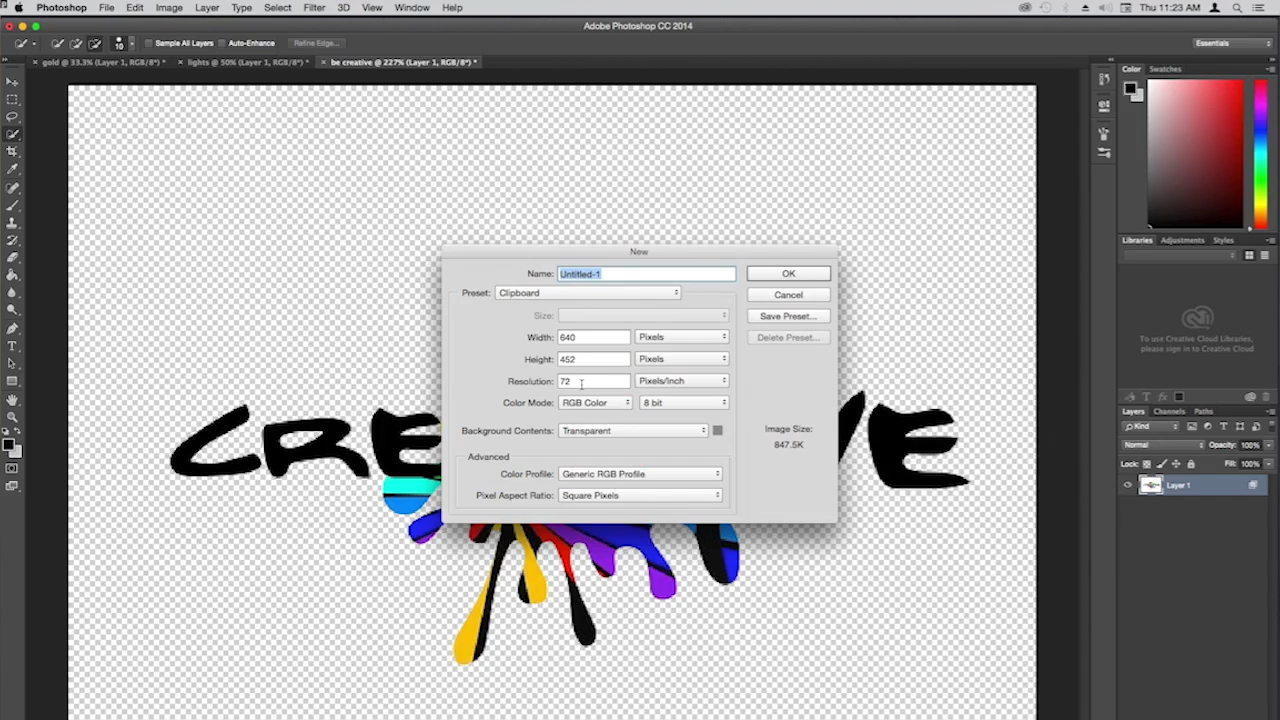 Photoshop File Edit Image Layer Type Select Filter 3D View Window Help Thu 11:23 AM
Adobe Photoshop CC 2014
10 Sample All Layers Auto-Enhance Refine Edge... Essentials
gold @ 33.3% (Layer 1, RGB/8*) * lights @ 50% (Layer 1, RGB/8*) * be creative @ 227% (Layer 1, RGB/8*) *
Color Swatches
New
Name: Untitled-1 OK
Preset: Clipboard Cancel
Size: Save Preset...
Width: 640 Pixels Delete Preset...
Height: 452 Pixels
Resolution: 72 Pixels/Inch
Color Mode: RGB Color 8 bit
Background Contents: Transparent
Image Size:
847.5K
Advanced
Color Profile: Generic RGB Profile
Pixel Aspect Ratio: Square Pixels
CRE VE
Libraries Adjustments Styles
To use Creative Cloud Libraries,
please sign in to Creative Cloud
Layers Channels Paths
Kind
Normal Opacity: 100%
Lock: Fill: 100%
Layer 1